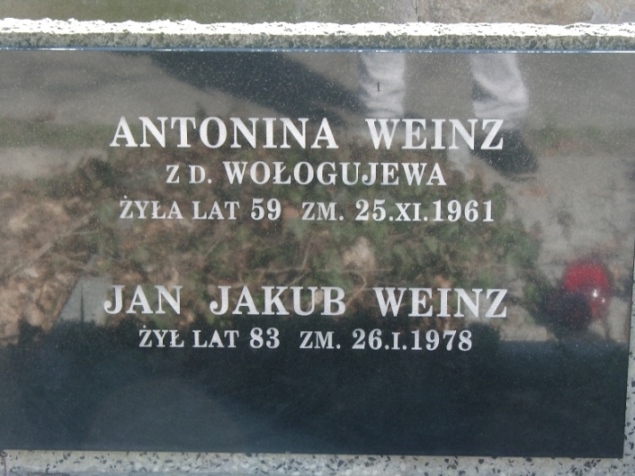 ANTONINA WEINZ
Z D. WOŁOGUJEWA
ŻYŁA LAT 59 ZM. 25.XI.1961
JAN JAKUB WEINZ
ŻYŁ LAT 83 ZM. 26.I.1978